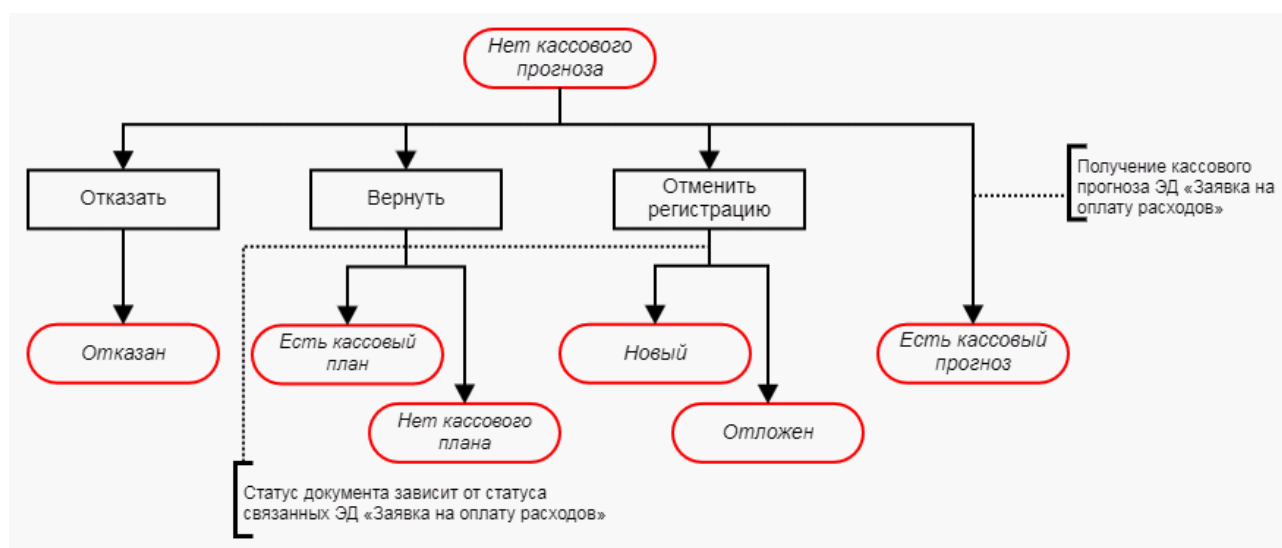 Нет кассового
прогноза
Отказать
Вернуть
Отменить
регистрацию
Получение кассового
прогноза ЭД «Заявка на
оплату расходов»
Отказан
Есть кассовый
план
Новый
Есть кассовый
прогноз
Нет кассового
плана
Отложен
Статус документа зависит от статуса
связанных ЭД «Заявка на оплату расходов»